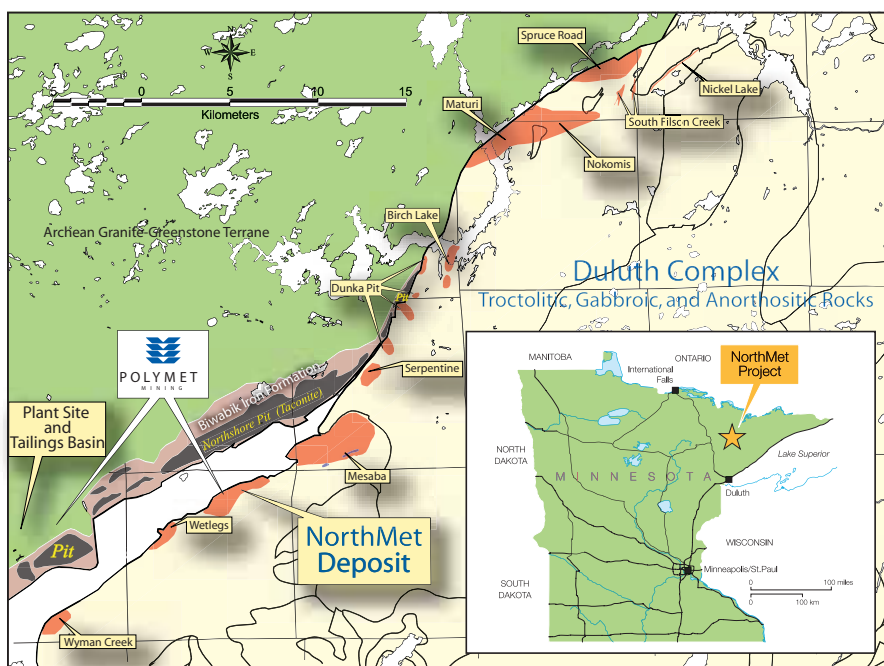 N
W E
S
5 0 5 10 15
Kilometers
Spruce Road
Nickel Lake
Maturi
South Filson Creek
Nokomis
Birch Lake
Archean Granite-Greenstone Terrane
Duluth Complex
Troctolitic, Gabbroic, and Anorthositic Rocks
Dunka Pit
Pit
POLYMET
MINING
Serpentine
Biwabik Iron Formation
Northshore Pit (Taconite)
Plant Site
and
Tailings Basin
Mesaba
Wetlegs
NorthMet
Deposit
Pit
Wyman Creek
MANITOBA
ONTARIO
NorthMet
Project
International
Falls
NORTH
DAKOTA
MINNESOTA
Lake Superior
Duluth
WISCONSIN
Minneapolis/St.Paul
SOUTH
DAKOTA
0 100 miles
0 100 km